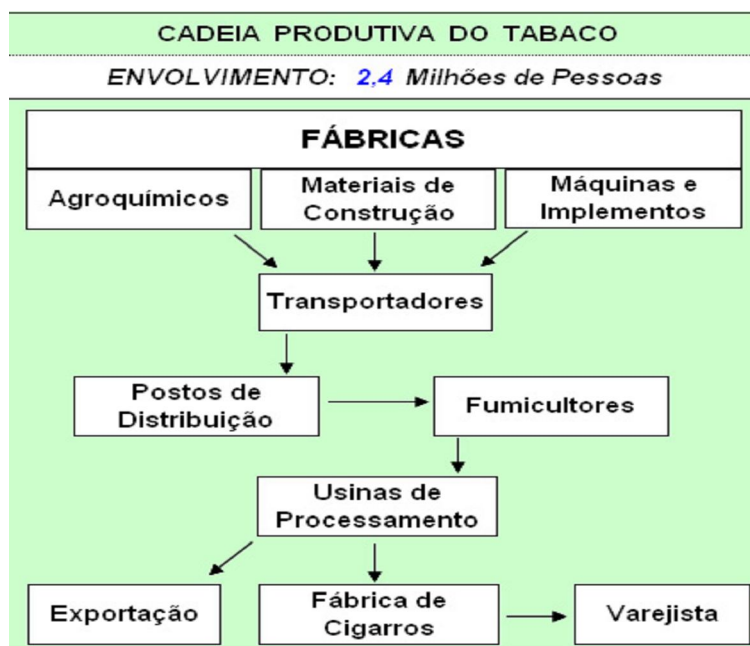 CADEIA PRODUTIVA DO TABACO
ENVOLVIMENTO: 2,4 Milhões de Pessoas
FÁBRICAS
Agroquímicos
Materiais de
Construção
Máquinas e
Implementos
Transportadores
Postos de
Distribuição
Fumicultores
Usinas de
Processamento
Exportação
Fábrica de
Cigarros
Varejista